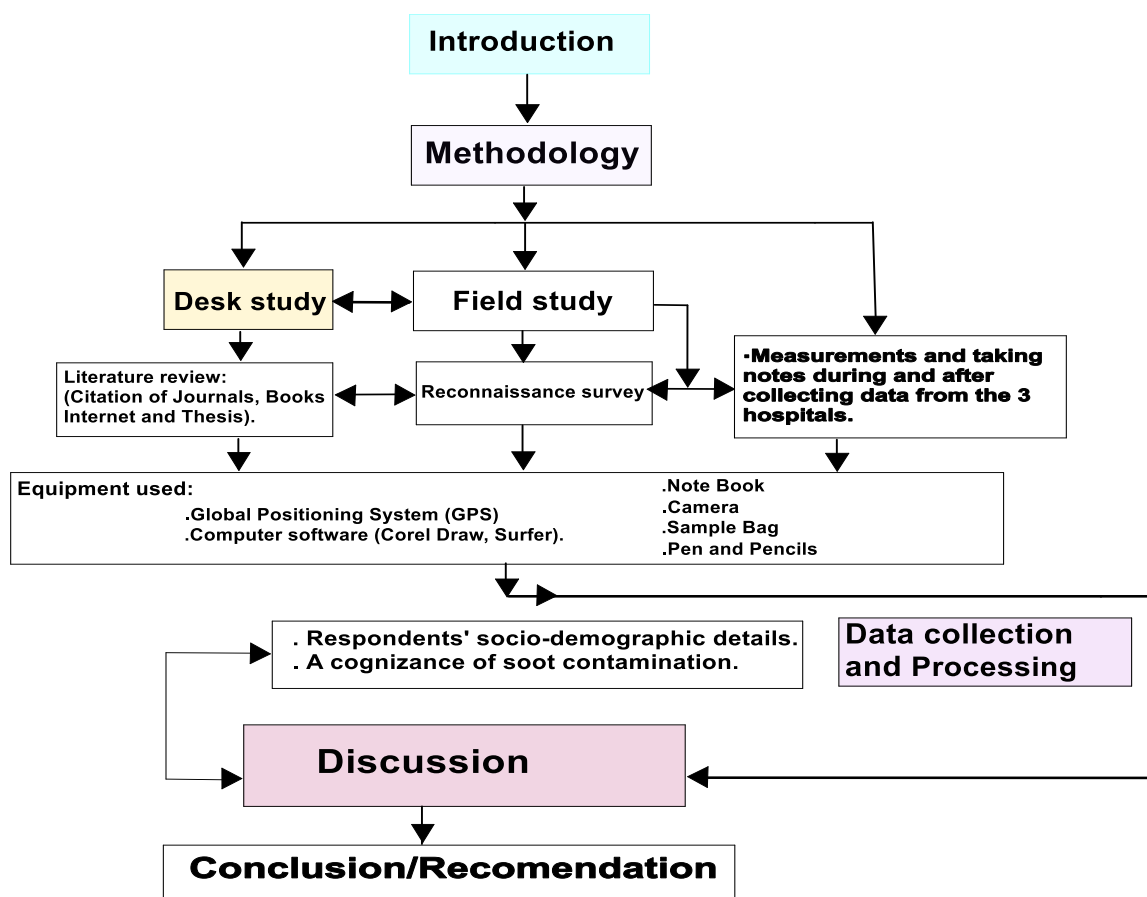 Introduction
Methodology
Desk study
Field study
Literature review:
(Citation of Journals, Books
Internet and Thesis).
Reconnaissance survey
·Measurements and taking
notes during and after
collecting data from the 3
hospitals.
Equipment used:
.Global Positioning System (GPS)
.Computer software (Corel Draw, Surfer).
.Note Book
.Camera
.Sample Bag
.Pen and Pencils
. Respondents' socio-demographic details.
. A cognizance of soot contamination.
Data collection
and Processing
Discussion
Conclusion/Recomendation